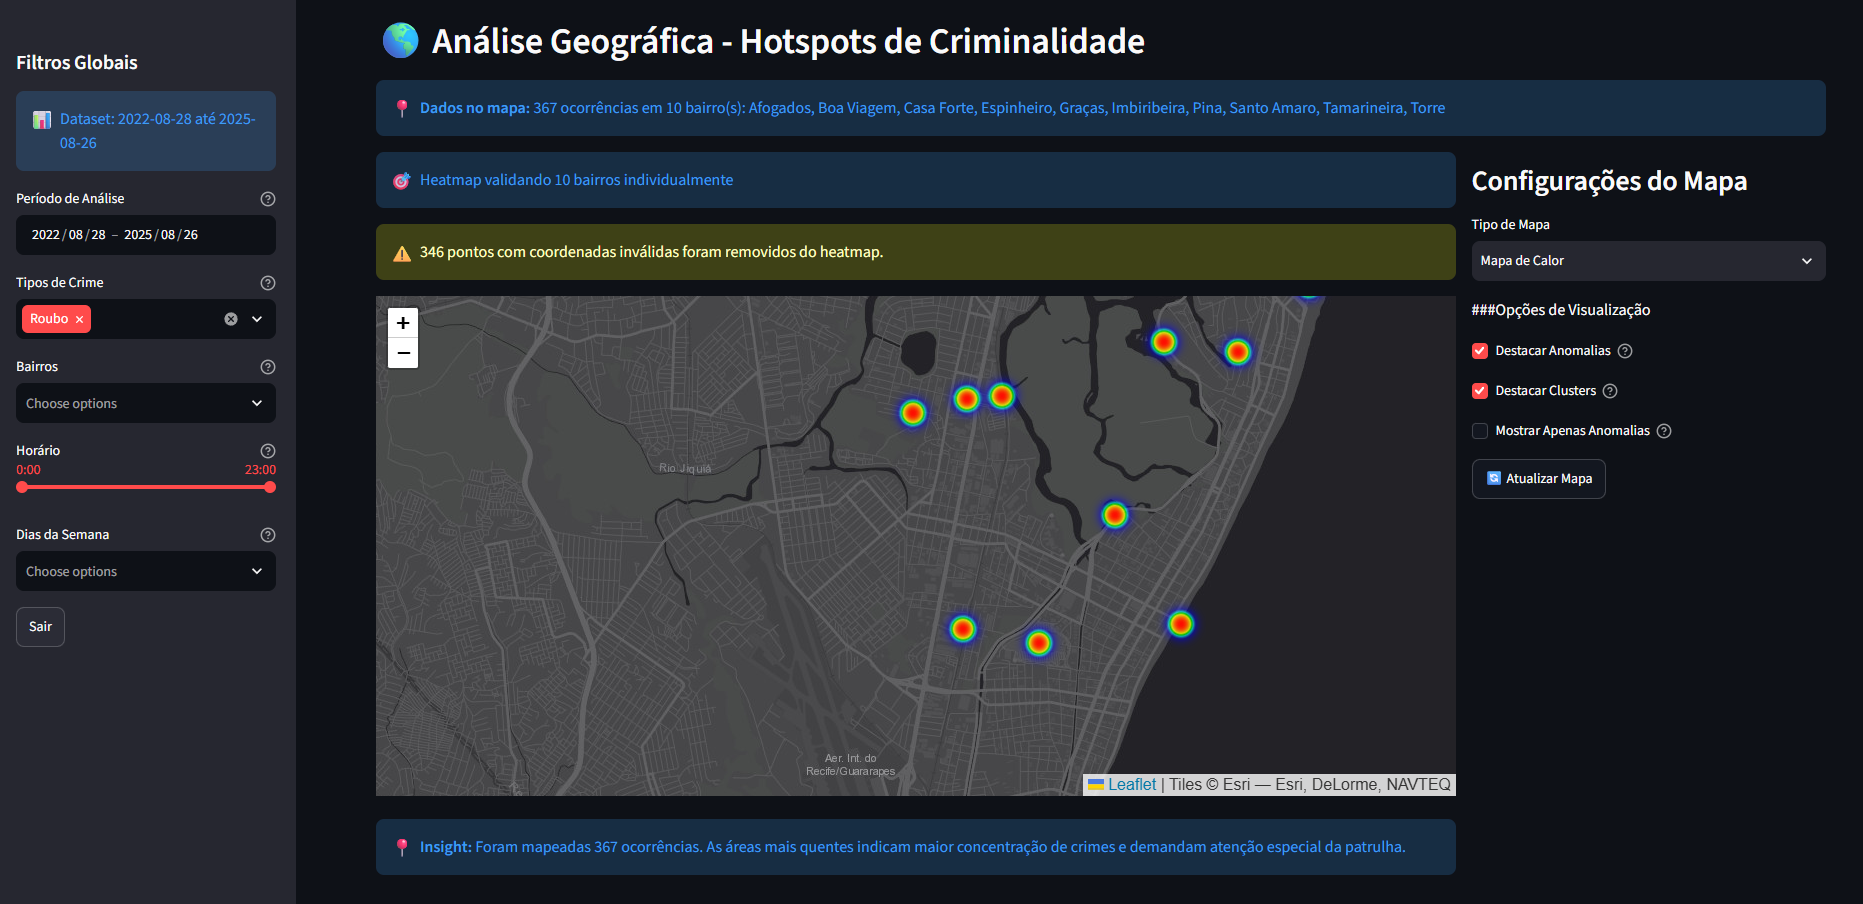 Filtros Globais
Dataset: 2022-08-28 até 2025-
08-26
Período de Análise
2022/08/28 – 2025/08/26
Tipos de Crime
Roubo
Bairros
Choose options
Horário
0:00 23:00
Dias da Semana
Choose options
Sair
Análise Geográfica - Hotspots de Criminalidade
Dados no mapa: 367 ocorrências em 10 bairro(s): Afogados, Boa Viagem, Casa Forte, Espinheiro, Graças, Imbiribeira, Pina, Santo Amaro, Tamarineira, Torre
Heatmap validando 10 bairros individualmente
346 pontos com coordenadas inválidas foram removidos do heatmap.
+
−
Rio Jiquiá
Aer. Int. do
Recife/Guararapes
Leaflet | Tiles © Esri — Esri, DeLorme, NAVTEQ
Insight: Foram mapeadas 367 ocorrências. As áreas mais quentes indicam maior concentração de crimes e demandam atenção especial da patrulha.
Configurações do Mapa
Tipo de Mapa
Mapa de Calor
###Opções de Visualização
Destacar Anomalias
Destacar Clusters
Mostrar Apenas Anomalias
Atualizar Mapa